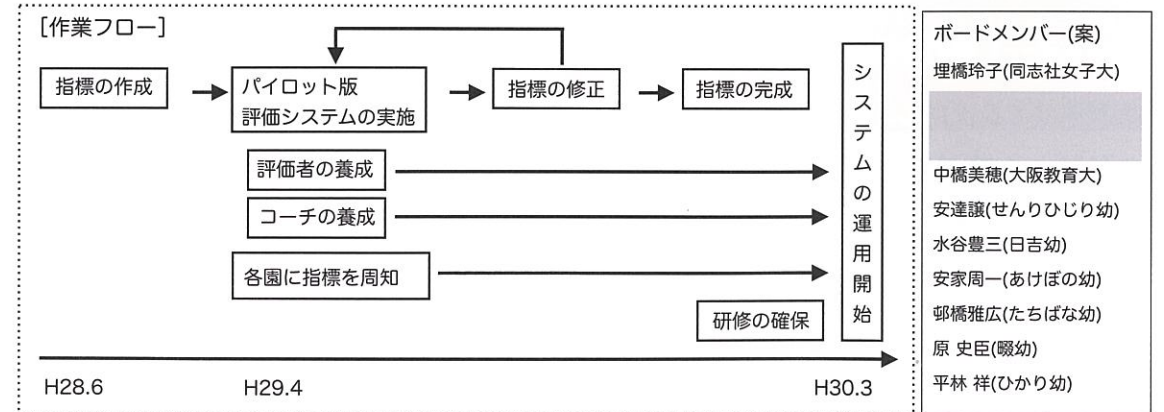 [作業フロー]
指標の作成
パイロット版
評価システムの実施
指標の修正
指標の完成
評価者の養成
コーチの養成
各園に指標を周知
研修の確保
システムの運用開始
H28.6
H29.4
H30.3
ボードメンバー(案)
埋橋玲子(同志社女子大)
中橋美穂(大阪教育大)
安達譲(せんりひじり幼)
水谷豊三(日吉幼)
安家周一(あけぼの幼)
邨橋雅広(たちばな幼)
原 史臣(畷幼)
平林 祥(ひかり幼)